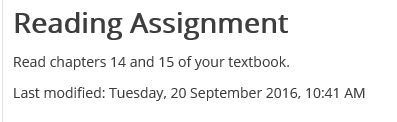 Reading Assignment
Read chapters 14 and 15 of your textbook.
Last modified: Tuesday, 20 September 2016, 10:41 AM